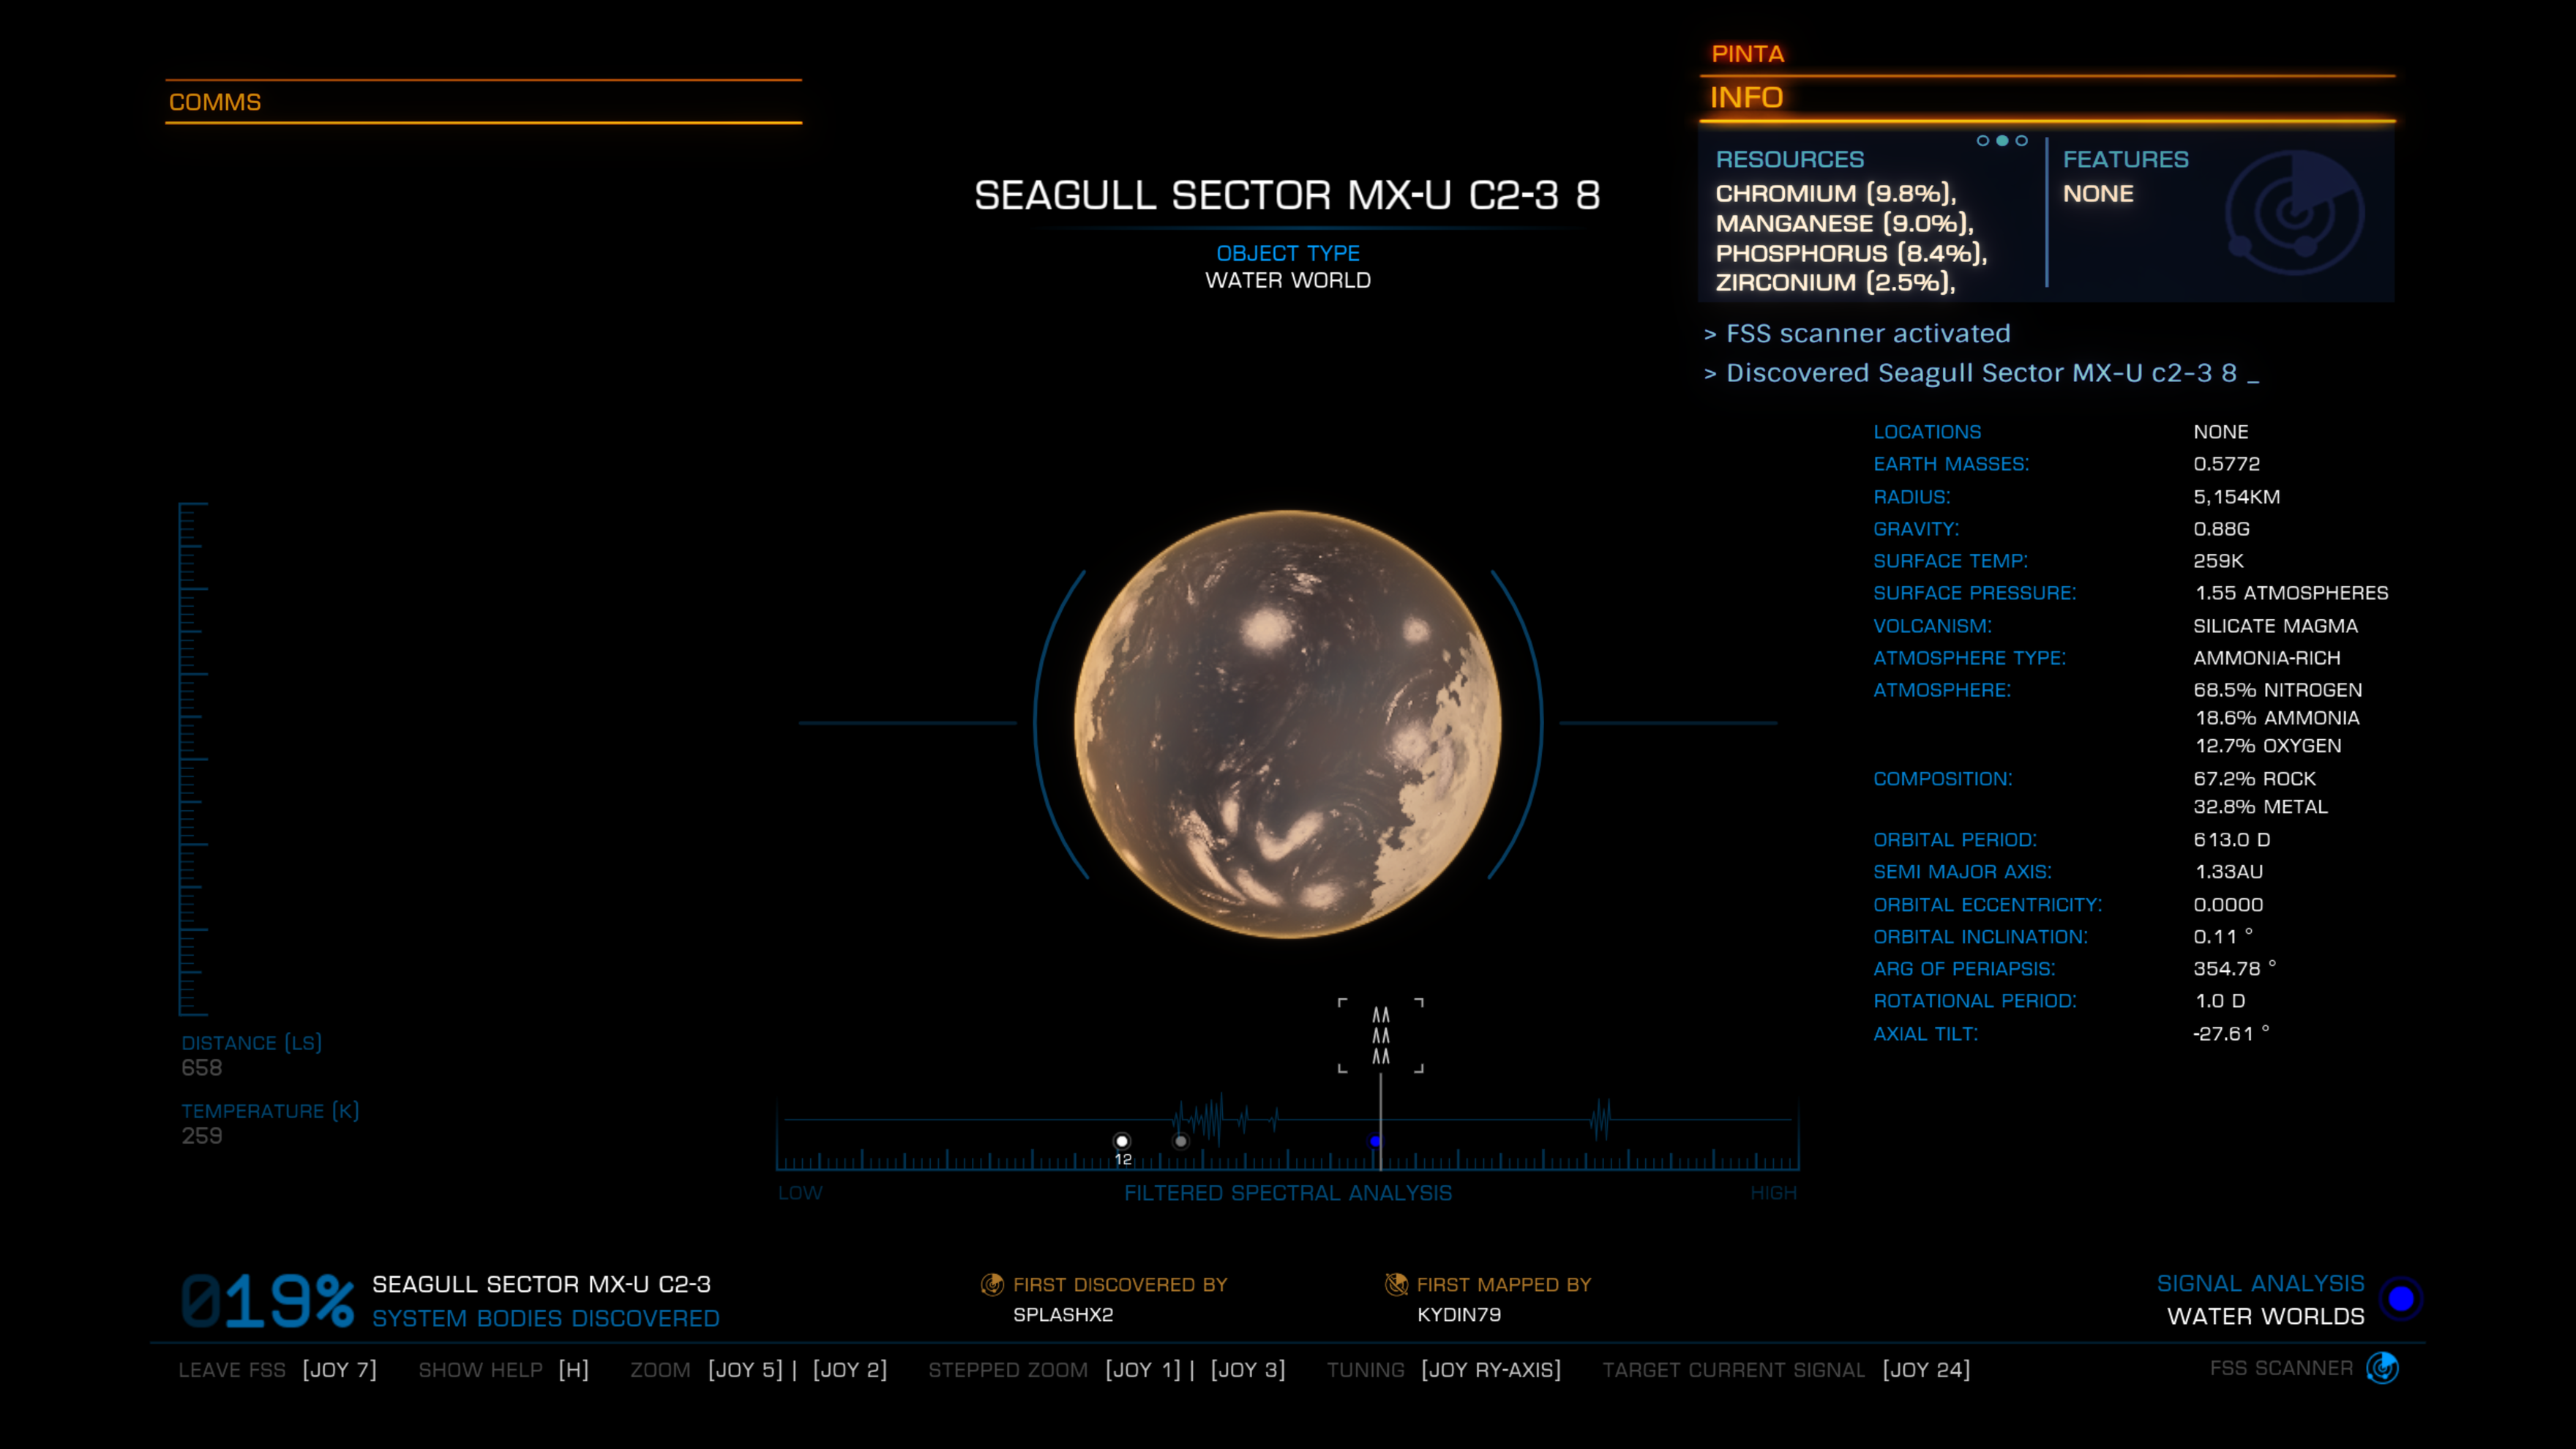 PINTA
COMMS
INFO
RESOURCES
CHROMIUM (9.8%),
MANGANESE (9.0%),
PHOSPHORUS (8.4%),
ZIRCONIUM (2.5%),
FEATURES
NONE
SEAGULL SECTOR MX-U C2-3 8
OBJECT TYPE
WATER WORLD
> FSS scanner activated
> Discovered Seagull Sector MX-U c2-3 8 _
LOCATIONS NONE
EARTH MASSES: 0.5772
RADIUS: 5,154KM
GRAVITY: 0.88G
SURFACE TEMP: 259K
SURFACE PRESSURE: 1.55 ATMOSPHERES
VOLCANISM: SILICATE MAGMA
ATMOSPHERE TYPE: AMMONIA-RICH
ATMOSPHERE: 68.5% NITROGEN
18.6% AMMONIA
12.7% OXYGEN
COMPOSITION: 67.2% ROCK
32.8% METAL
ORBITAL PERIOD: 613.0 D
SEMI MAJOR AXIS: 1.33AU
ORBITAL ECCENTRICITY: 0.0000
ORBITAL INCLINATION: 0.11 °
ARG OF PERIAPSIS: 354.78 °
ROTATIONAL PERIOD: 1.0 D
AXIAL TILT: -27.61 °
DISTANCE (LS)
658
TEMPERATURE (K)
259
12
LOW FILTERED SPECTRAL ANALYSIS HIGH
019% SEAGULL SECTOR MX-U C2-3
SYSTEM BODIES DISCOVERED
FIRST DISCOVERED BY
SPLASHX2
FIRST MAPPED BY
KYDIN79
SIGNAL ANALYSIS
WATER WORLDS
LEAVE FSS [JOY 7] SHOW HELP [H] ZOOM [JOY 5] | [JOY 2] STEPPED ZOOM [JOY 1] | [JOY 3] TUNING [JOY RY-AXIS] TARGET CURRENT SIGNAL [JOY 24] FSS SCANNER